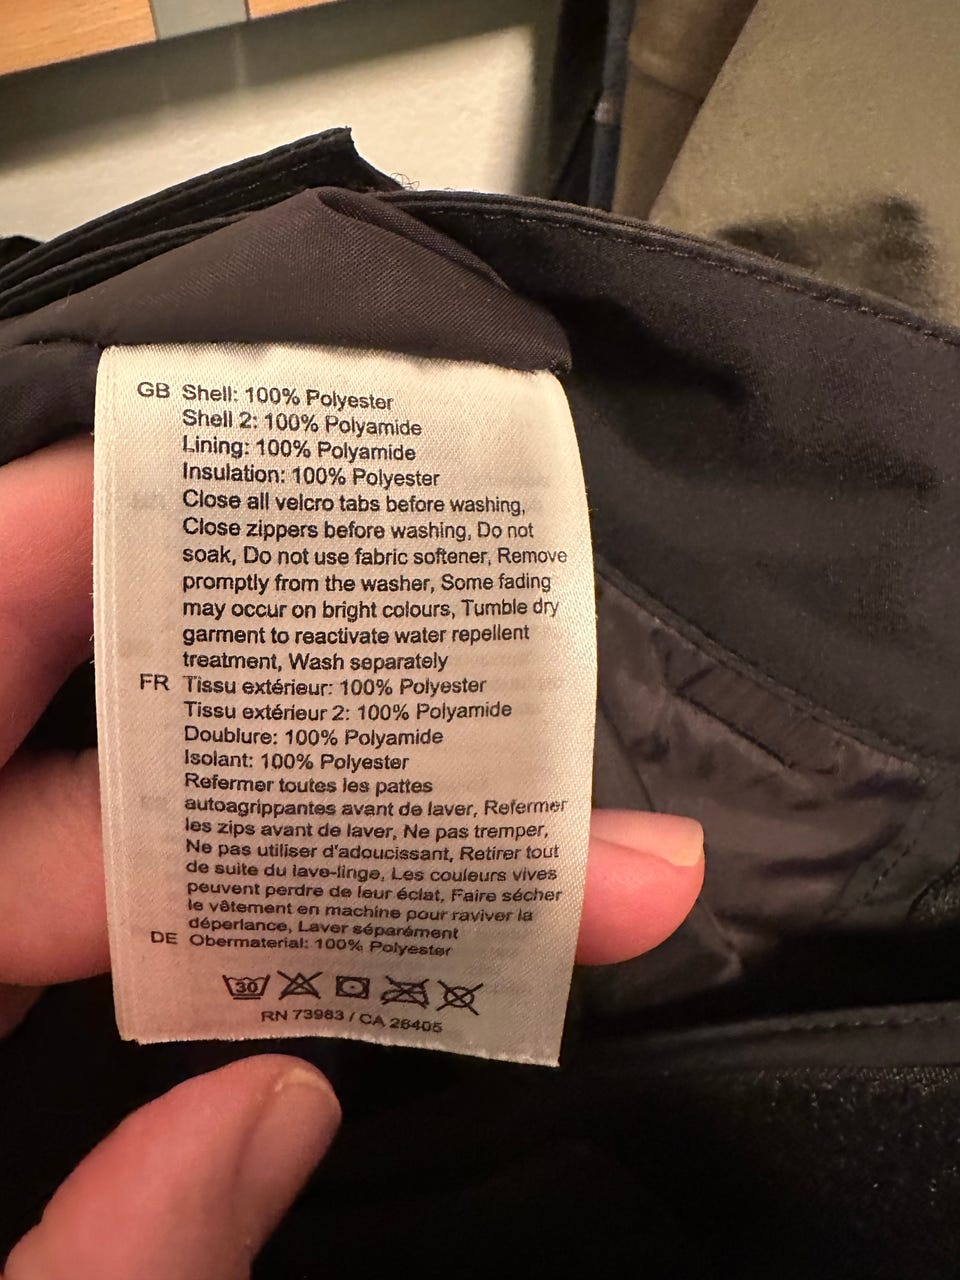 GB Shell: 100% Polyester
Shell 2: 100% Polyamide
Lining: 100% Polyamide
Insulation: 100% Polyester
Close all velcro tabs before washing,
Close zippers before washing, Do not
soak, Do not use fabric softener, Remove
promptly from the washer, Some fading
may occur on bright colours, Tumble dry
garment to reactivate water repellent
treatment, Wash separately
FR Tissu extérieur: 100% Polyester
Tissu extérieur 2: 100% Polyamide
Doublure: 100% Polyamide
Isolant: 100% Polyester
Refermer toutes les pattes
autoagrippantes avant de laver, Refermer
les zips avant de laver, Ne pas tremper,
Ne pas utiliser d'adoucissant, Retirer tout
de suite du lave-linge, Les couleurs vives
peuvent perdre de leur éclat, Faire sécher
le vêtement en machine pour raviver la
déperlance, Laver séparément
DE Obermaterial: 100% Polyester
30
RN 73983 / CA 26405